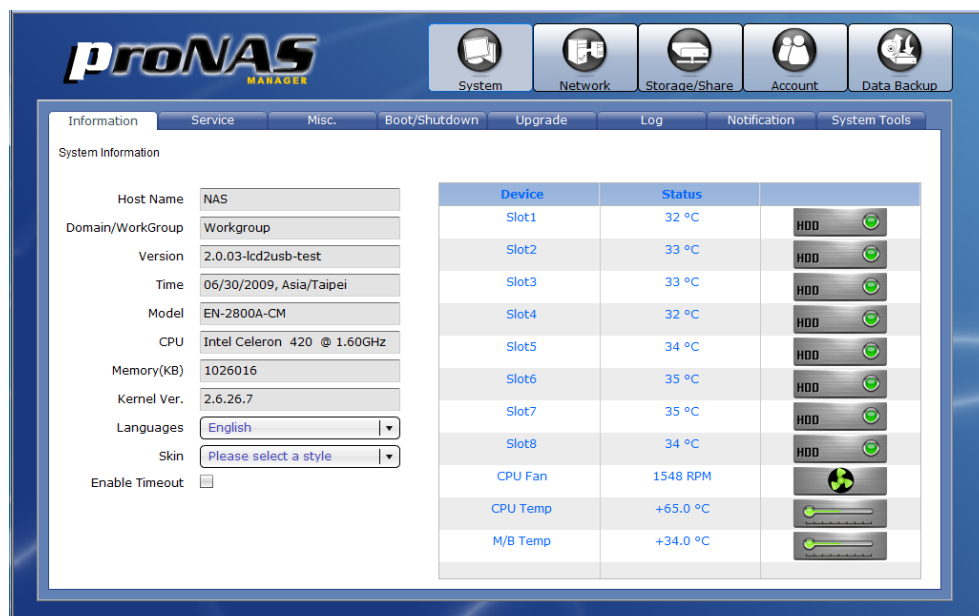 proNAS
MANAGER
System
Network
Storage/Share
Account
Data Backup
Information
Service
Misc.
Boot/Shutdown
Upgrade
Log
Notification
System Tools
System Information
Host Name NAS
Domain/WorkGroup Workgroup
Version 2.0.03-lcd2usb-test
Time 06/30/2009, Asia/Taipei
Model EN-2800A-CM
CPU Intel Celeron 420 @ 1.60GHz
Memory(KB) 1026016
Kernel Ver. 2.6.26.7
Languages English
Skin Please select a style
Enable Timeout
Device Status
Slot1 32 °C HDD
Slot2 33 °C HDD
Slot3 33 °C HDD
Slot4 32 °C HDD
Slot5 34 °C HDD
Slot6 35 °C HDD
Slot7 35 °C HDD
Slot8 34 °C HDD
CPU Fan 1548 RPM
CPU Temp +65.0 °C
M/B Temp +34.0 °C